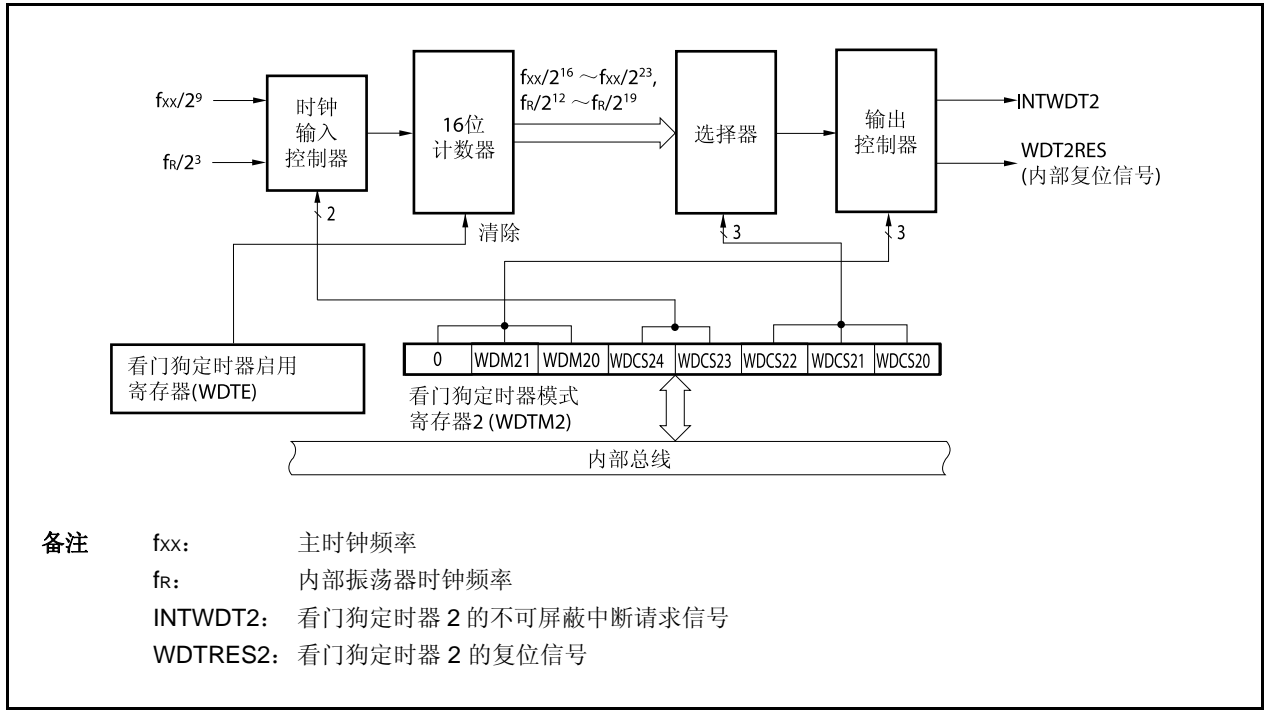 fxx/2⁹
fR/2³
时钟
输入
控制器
2
16位
计数器
清除
fxx/2¹⁶ ~fxx/2²³,
fR/2¹² ~fR/2¹⁹
选择器
3
输出
控制器
3
INTWDT2
WDT2RES
(内部复位信号)
看门狗定时器启用
寄存器(WDTE)
0 WDM21 WDM20 WDCS24 WDCS23 WDCS22 WDCS21 WDCS20
看门狗定时器模式
寄存器2 (WDTM2)
内部总线
备注 fxx: 主时钟频率
fR: 内部振荡器时钟频率
INTWDT2: 看门狗定时器 2 的不可屏蔽中断请求信号
WDTRES2: 看门狗定时器 2 的复位信号